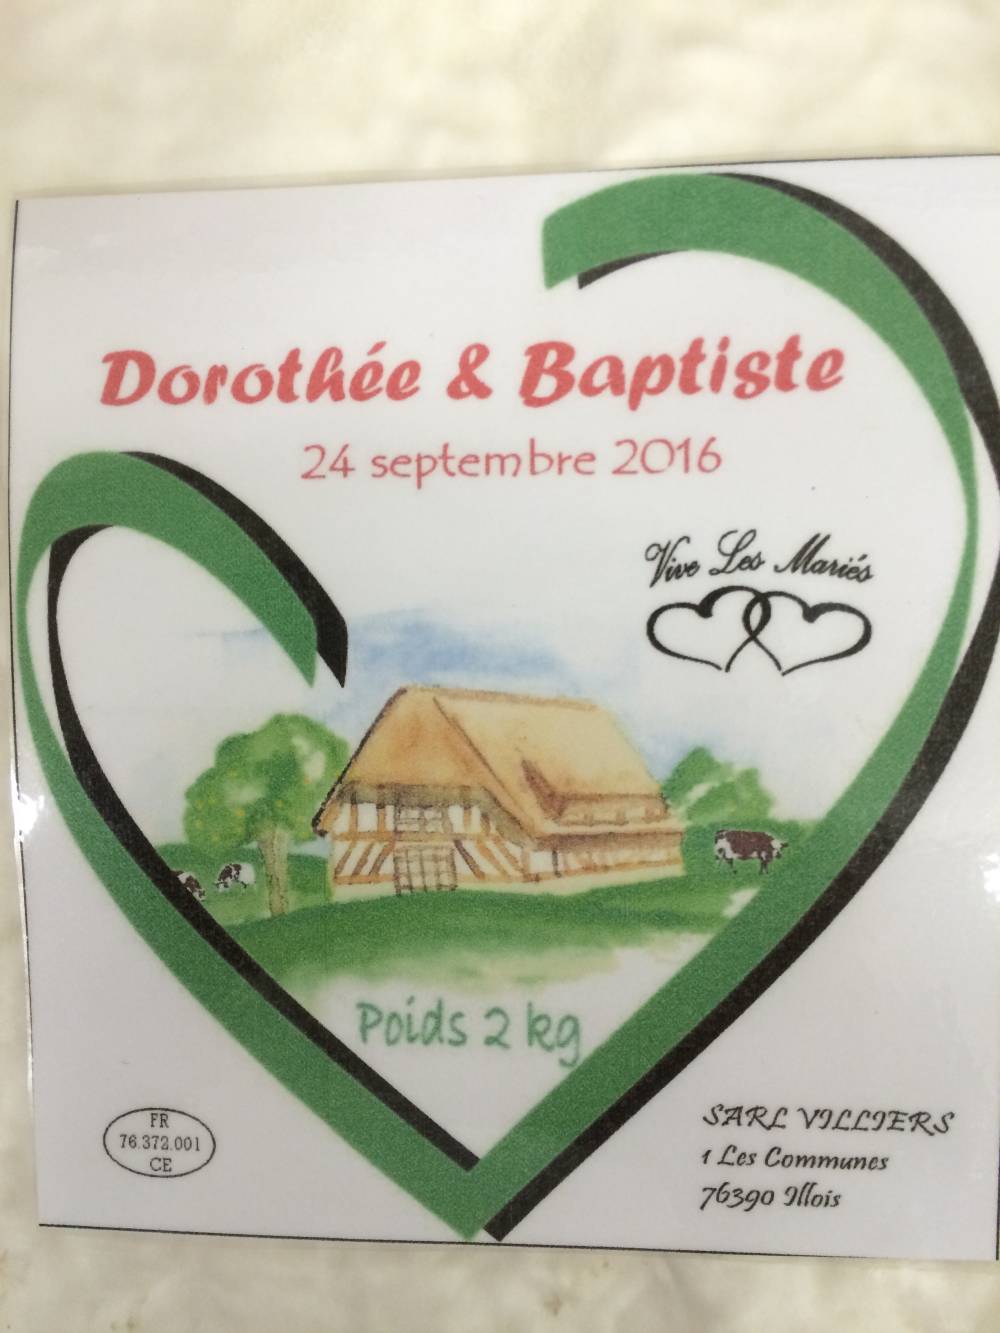 Dorothée & Baptiste
24 septembre 2016
Vive Les Mariés
Poids 2 kg
FR
76.372.001
CE
SARL VILLIERS
1 Les Communes
76390 Illois